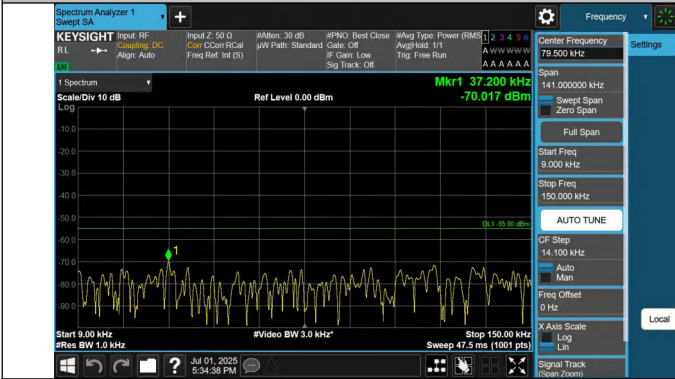 Spectrum Analyzer 1
Swept SA
Frequency
KEYSIGHT
RL
Input: RF
Coupling: DC
Align: Auto
Input Z: 50 Ω
Corr CCorr RCal
Freq Ref: Int (S)
#Atten: 30 dB
µW Path: Standard
#PNO: Best Close
Gate: Off
IF Gain: Low
Sig Track: Off
#Avg Type: Power (RMS
Avg|Hold: 1/1
Trig: Free Run
1 2 3 4 5 6
A W W W W W
A A A A A A
1 Spectrum
Scale/Div 10 dB
Ref Level 0.00 dBm
Mkr1 37.200 kHz
-70.017 dBm
Log
-10.0
-20.0
-30.0
-40.0
-50.0
DL1 -55.00 dBm
-60.0
1
-70.0
-80.0
-90.0
Start 9.00 kHz
#Video BW 3.0 kHz*
Stop 150.00 kHz
#Res BW 1.0 kHz
Sweep 47.5 ms (1001 pts)
Jul 01, 2025
5:34:38 PM
Center Frequency
79.500 kHz
Settings
Span
141.000000 kHz
Swept Span
Zero Span
Full Span
Start Freq
9.000 kHz
Stop Freq
150.000 kHz
AUTO TUNE
CF Step
14.100 kHz
Auto
Man
Freq Offset
0 Hz
X Axis Scale
Log
Lin
Local
Signal Track
(Span Zoom)